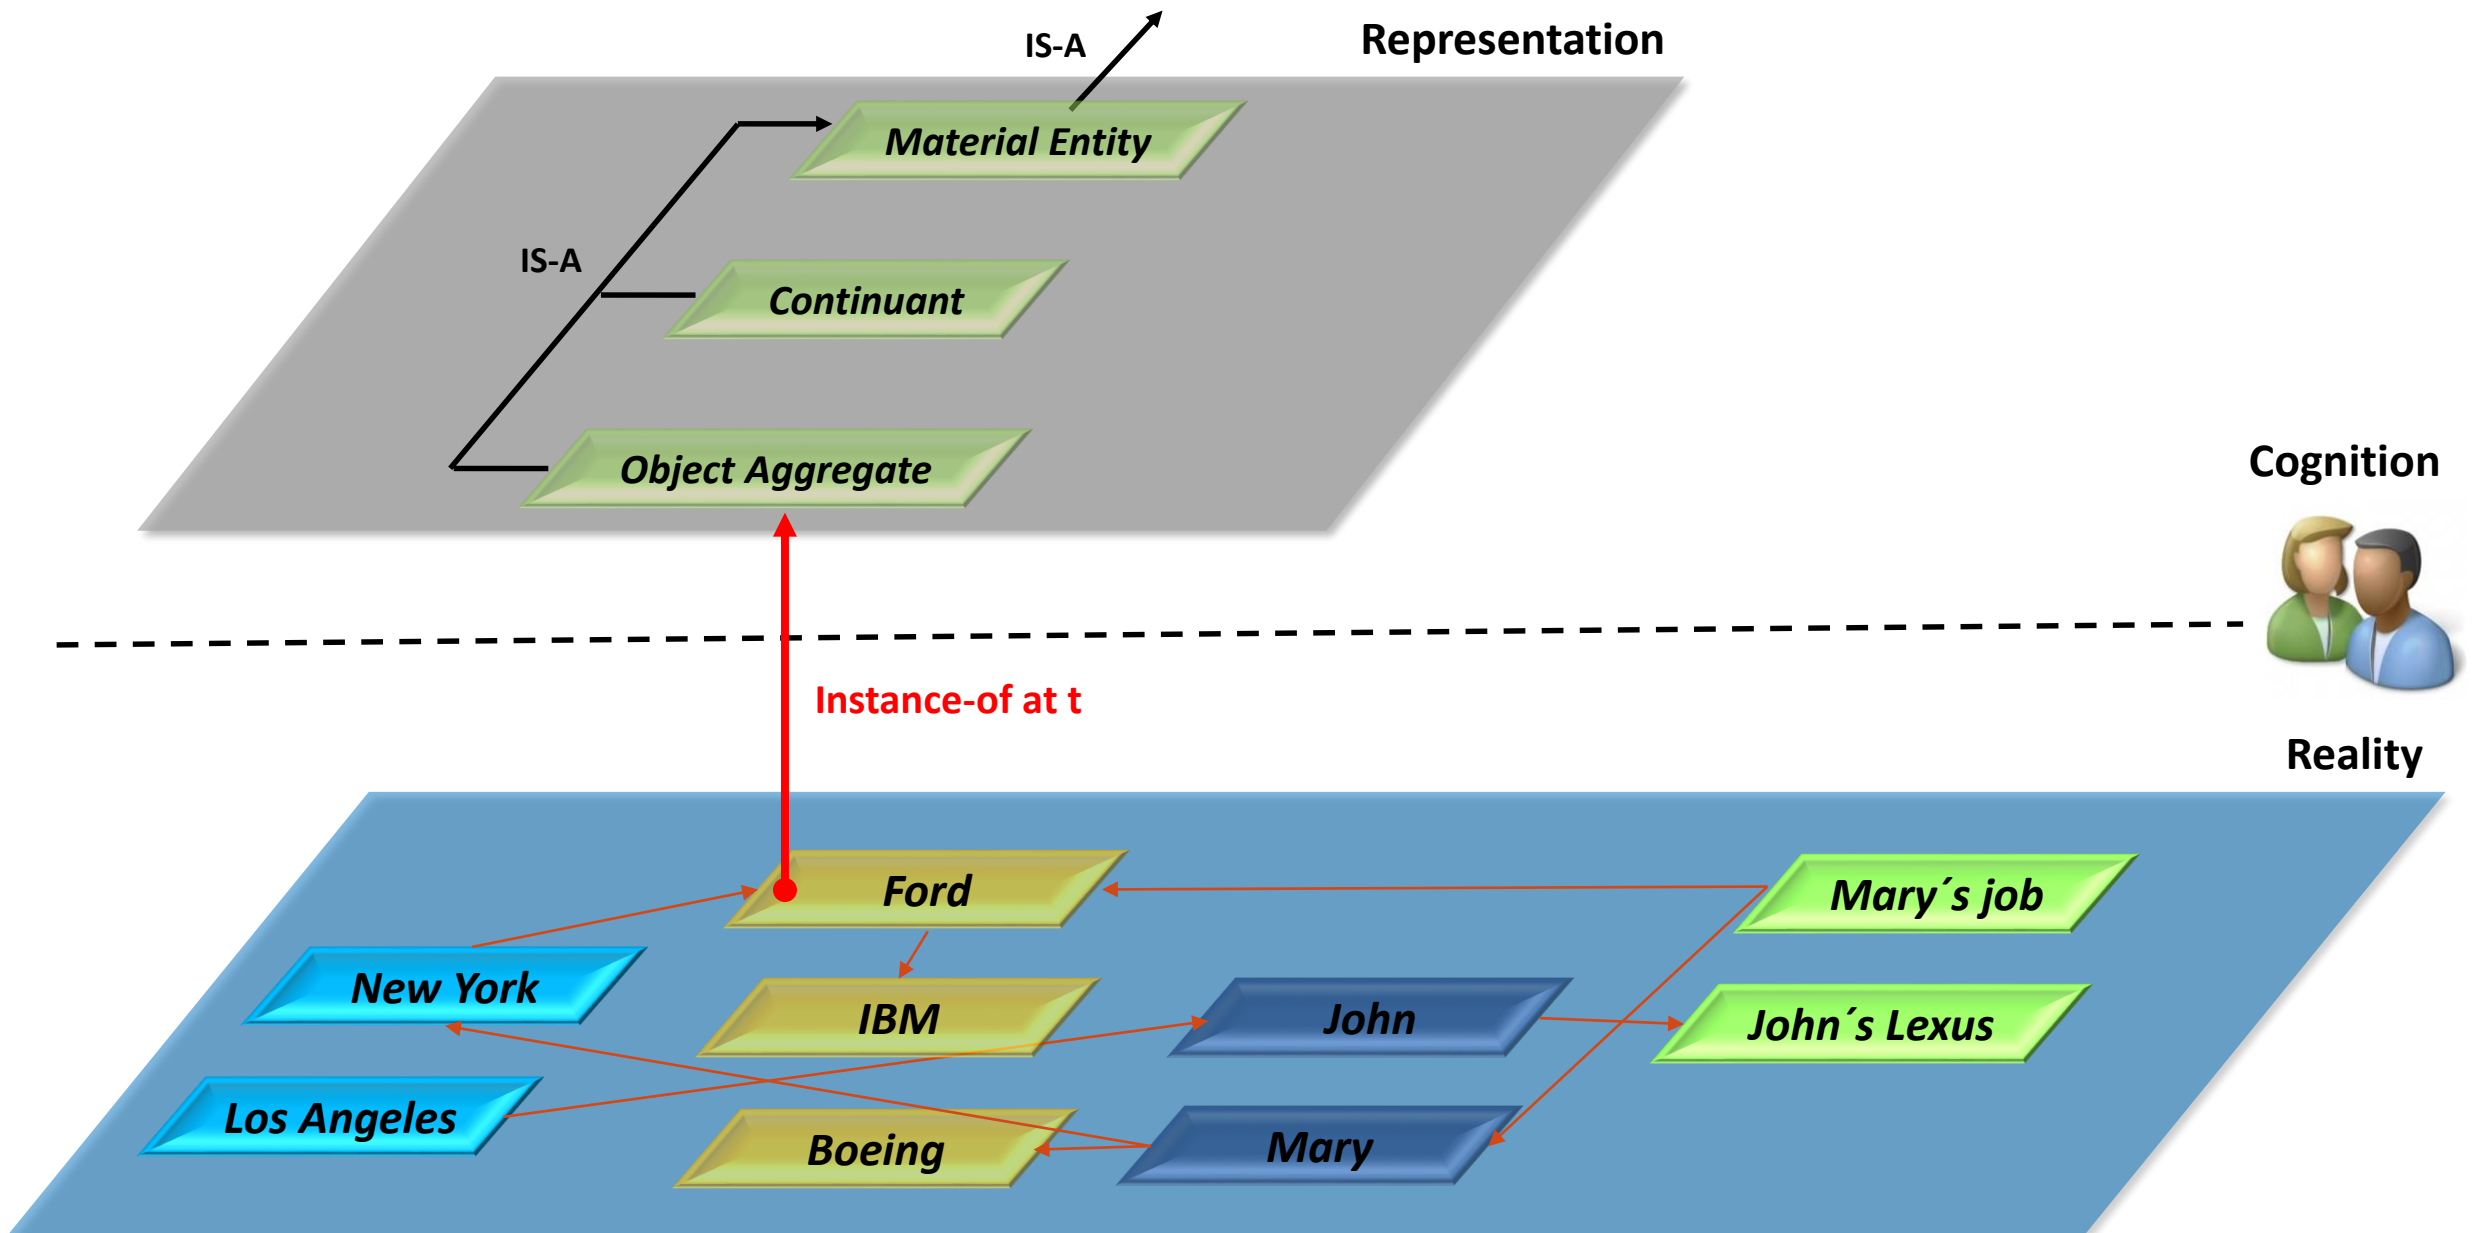 IS-A
Representation
Material Entity
IS-A
Continuant
Object Aggregate
Cognition
Instance-of at t
Reality
Ford
Mary´s job
New York
IBM
John
John´s Lexus
Los Angeles
Boeing
Mary